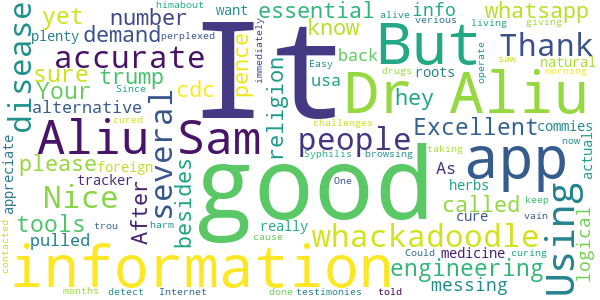 living alive verious
himabout want giving
plenty yet number essential info whatsapp
disease It But Thank
accurate demand pence immediately know perplexed Easy natural
sure trump cdc back saw morning
Your Since usa drugs roots operate
alternative several religion Dr Aliu
cured hey challenges commies
Aliu Sam people Excellent actualc
appreciate please foreign Syphilis browsing As taking app now
Nice After besides good One herbs Using logical
tracker really called cure
tools harm cause medicine
pulled trou whackadoodle
contacted information engineering Could curing keep vain
detect Internet messing
months done testimonies told